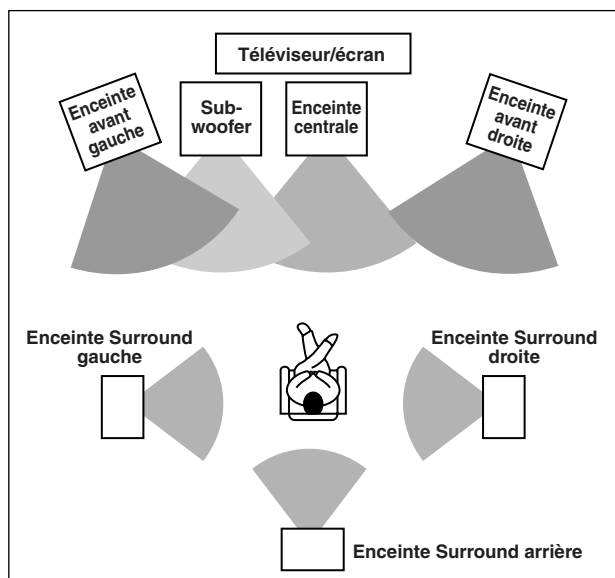 Téléviseur/écran
Enceinte
avant
gauche
Sub-
woofer
Enceinte
centrale
Enceinte
avant
droite
Enceinte Surround
gauche
Enceinte Surround
droite
Enceinte Surround arrière